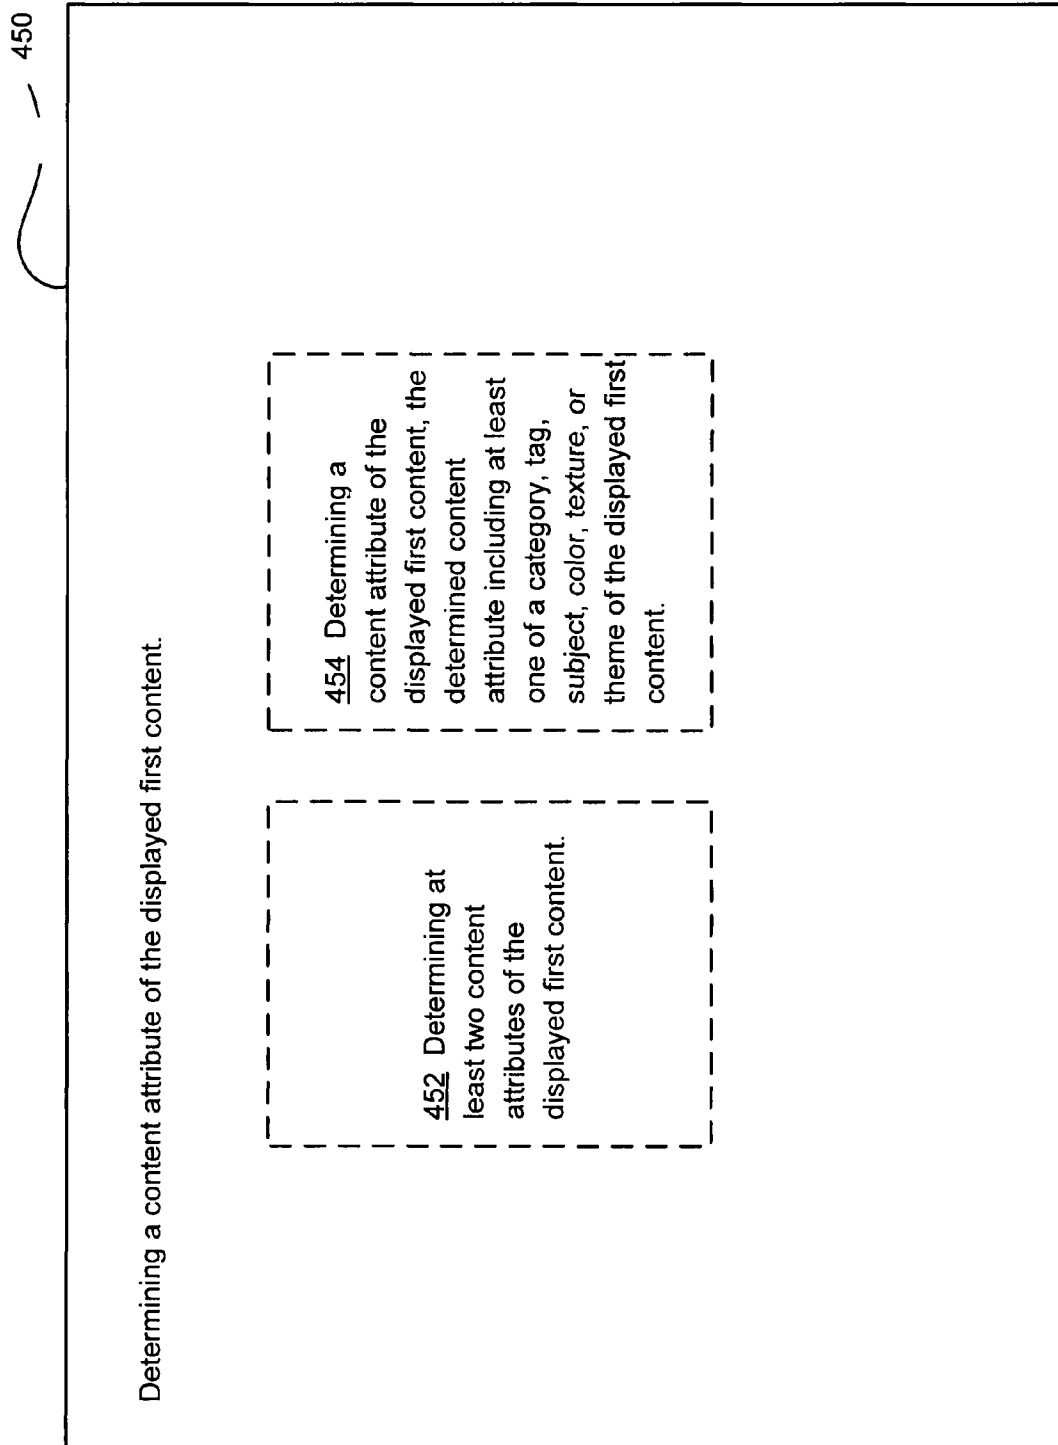 450
Determining a content attribute of the displayed first content.
452 Determining at
least two content
attributes of the
displayed first content.
454 Determining a
content attribute of the
displayed first content, the
determined content
attribute including at least
one of a category, tag,
subject, color, texture, or
theme of the displayed first
content.